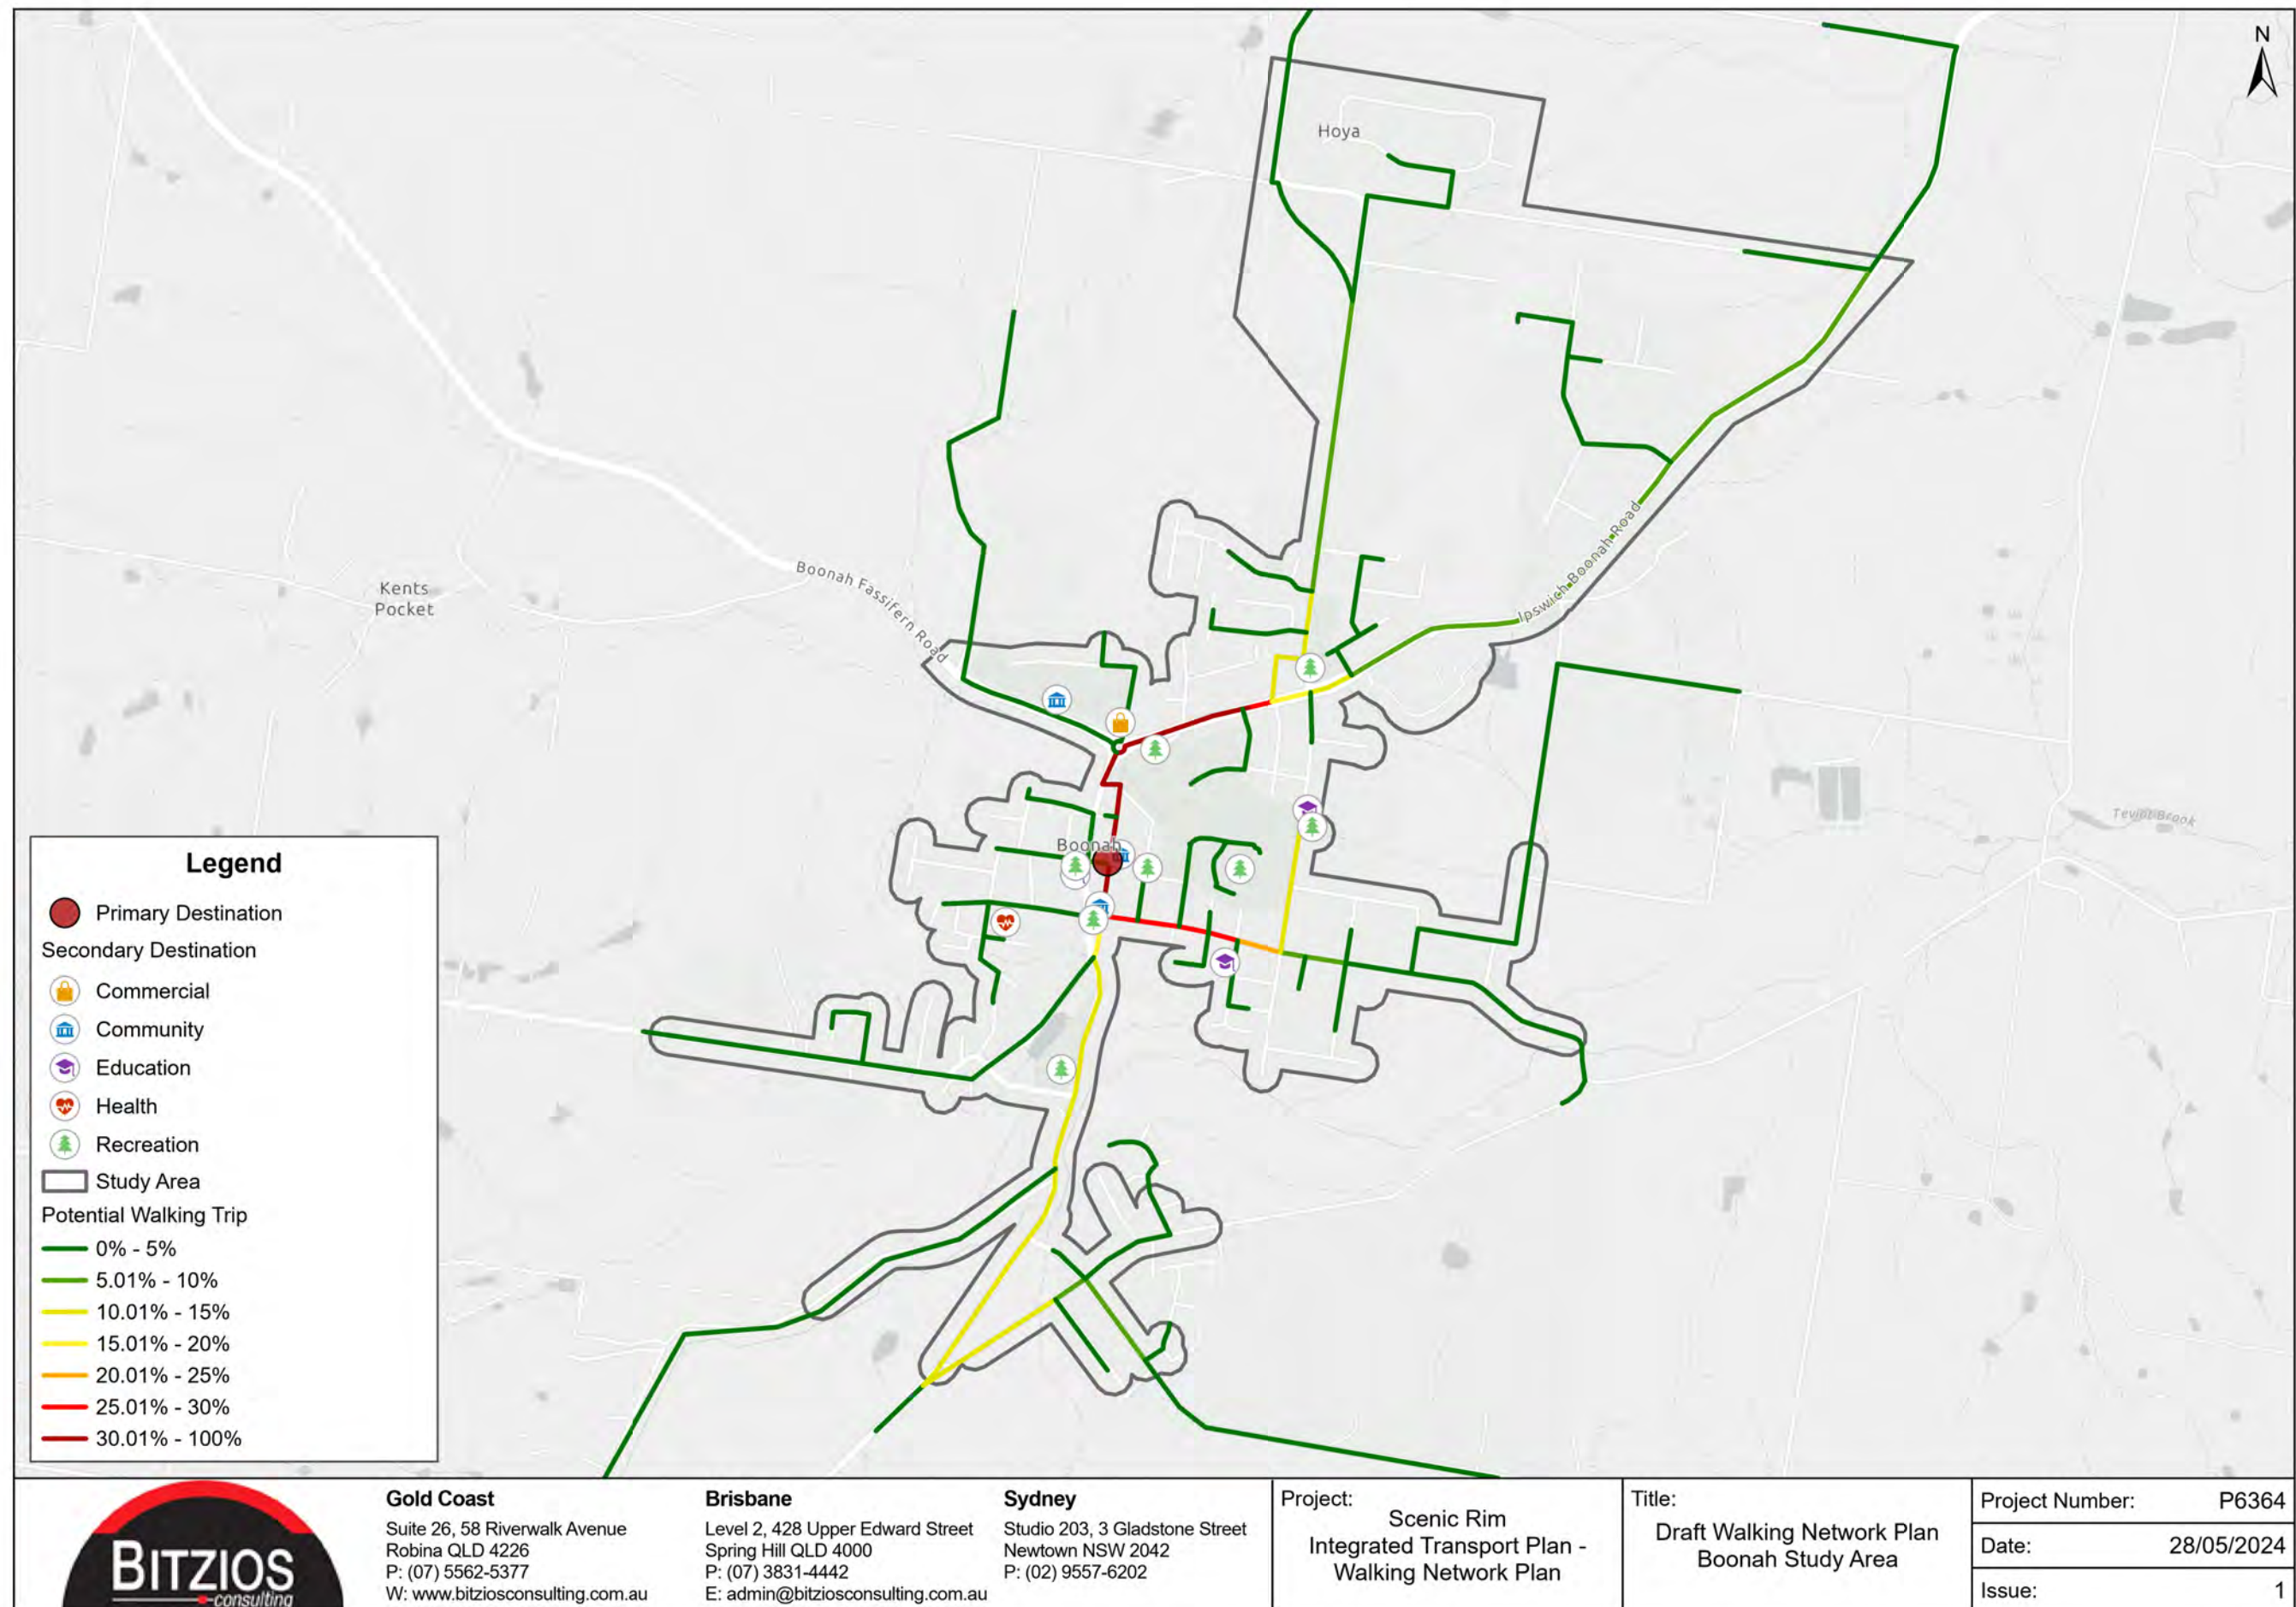 N
Hoya
Kents
Pocket
Boonah Fassifern Road
Ipswich Boonah Road
Teviot Brook
Boonah
Legend
Primary Destination
Secondary Destination
Commercial
Community
Education
Health
Recreation
Study Area
Potential Walking Trip
0% - 5%
5.01% - 10%
10.01% - 15%
15.01% - 20%
20.01% - 25%
25.01% - 30%
30.01% - 100%
BITZIOS
consulting
Gold Coast
Suite 26, 58 Riverwalk Avenue
Robina QLD 4226
P: (07) 5562-5377
W: www.bitziosconsulting.com.au
Brisbane
Level 2, 428 Upper Edward Street
Spring Hill QLD 4000
P: (07) 3831-4442
E: admin@bitziosconsulting.com.au
Sydney
Studio 203, 3 Gladstone Street
Newtown NSW 2042
P: (02) 9557-6202
Project:
Scenic Rim
Integrated Transport Plan -
Walking Network Plan
Title:
Draft Walking Network Plan
Boonah Study Area
Project Number: P6364
Date: 28/05/2024
Issue: 1